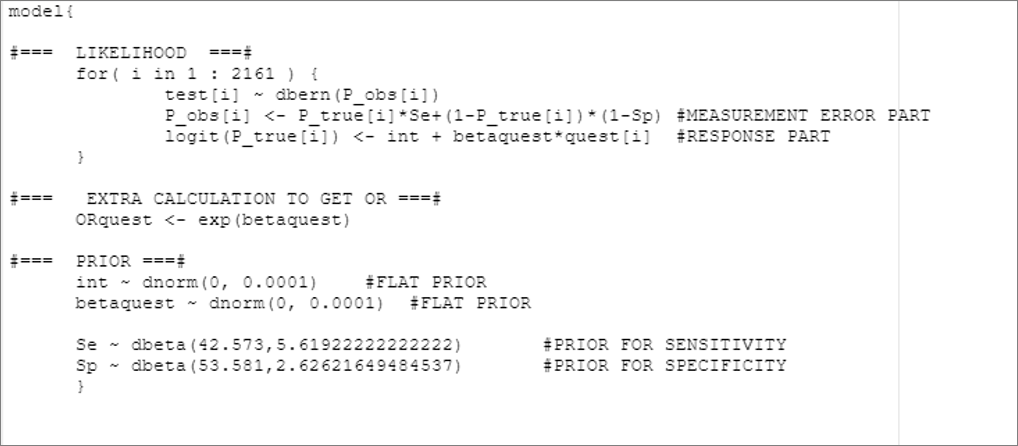 model{
#=== LIKELIHOOD ===#
for( i in 1 : 2161 ) {
test[i] ~ dbern(P_obs[i])
P_obs[i] <- P_true[i]*Se+(1-P_true[i])*(1-Sp) #MEASUREMENT ERROR PART
logit(P_true[i]) <- int + betaquest*quest[i] #RESPONSE PART
}
#=== EXTRA CALCULATION TO GET OR ===#
ORquest <- exp(betaquest)
#=== PRIOR ===#
int ~ dnorm(0, 0.0001) #FLAT PRIOR
betaquest ~ dnorm(0, 0.0001) #FLAT PRIOR
Se ~ dbeta(42.573,5.61922222222222) #PRIOR FOR SENSITIVITY
Sp ~ dbeta(53.581,2.62621649484537) #PRIOR FOR SPECIFICITY
}